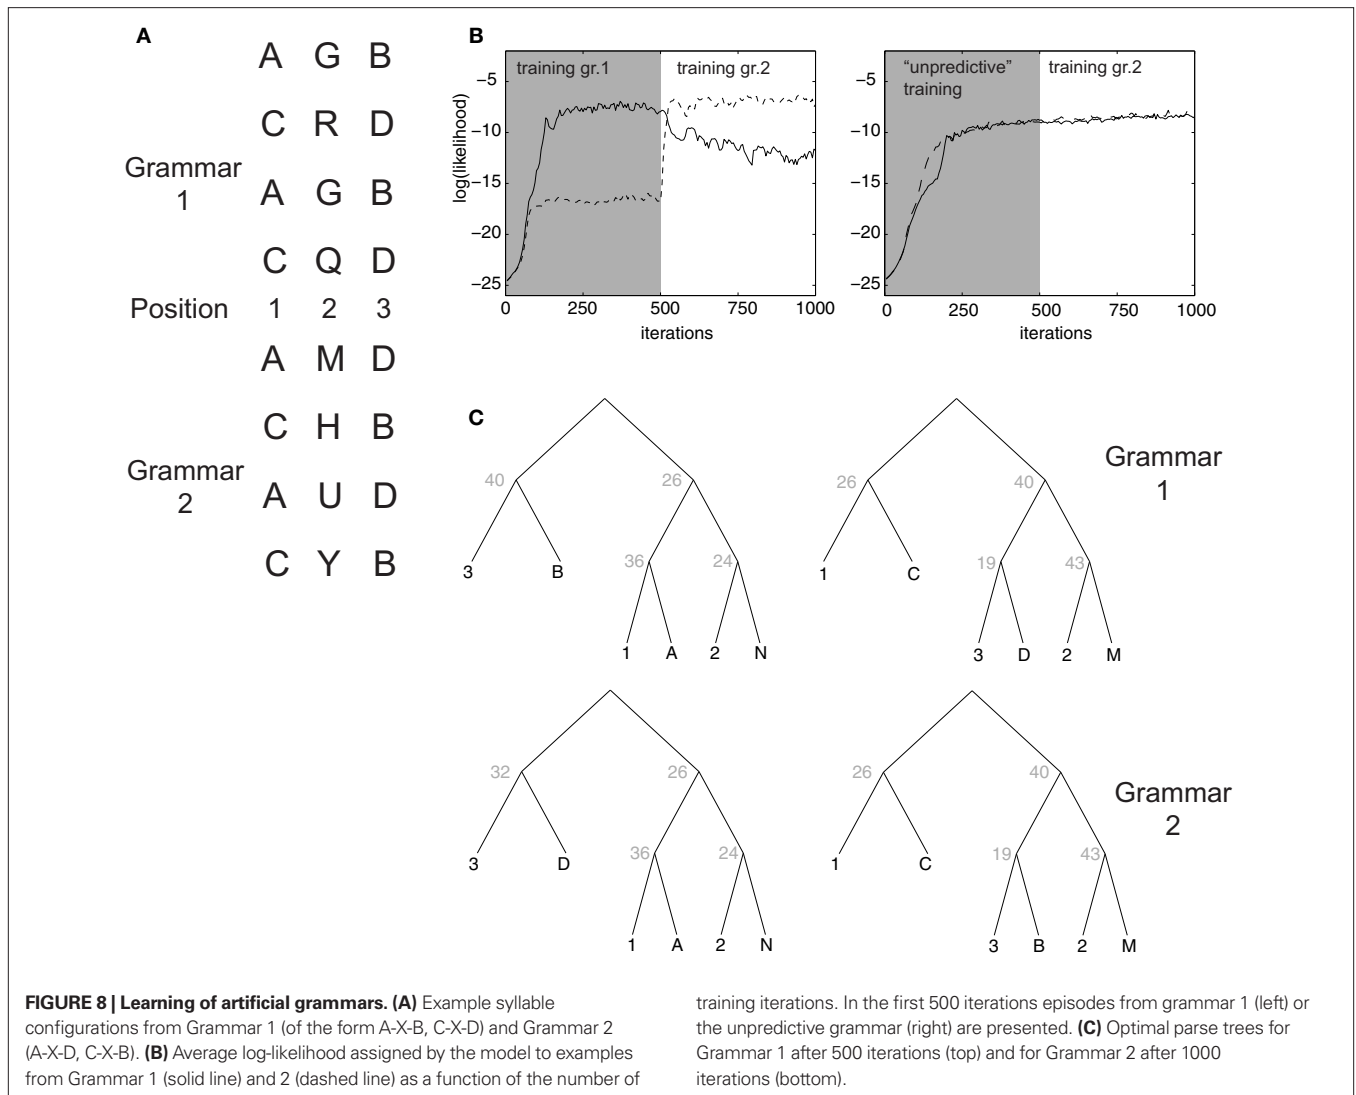 A
A G B
C R D
Grammar
1
A G B
C Q D
Position 1 2 3
A M D
C H B
Grammar
2
A U D
C Y B
B
log(likelihood)
−5
−10
−15
−20
−25
training gr.1
training gr.2
0 250 500 750 1000
iterations
−5
−10
−15
−20
−25
"unpredictive"
training
training gr.2
0 250 500 750 1000
iterations
C
40 26
3 B
36 24
1 A 2 N
26 40
1 C
19 43
3 D 2 M
Grammar
1
32 26
3 D
36 24
1 A 2 N
26 40
1 C
19 43
3 B 2 M
Grammar
2
FIGURE 8 | Learning of artificial grammars. (A) Example syllable
configurations from Grammar 1 (of the form A-X-B, C-X-D) and Grammar 2
(A-X-D, C-X-B). (B) Average log-likelihood assigned by the model to examples
from Grammar 1 (solid line) and 2 (dashed line) as a function of the number of
training iterations. In the first 500 iterations episodes from grammar 1 (left) or
the unpredictive grammar (right) are presented. (C) Optimal parse trees for
Grammar 1 after 500 iterations (top) and for Grammar 2 after 1000
iterations (bottom).